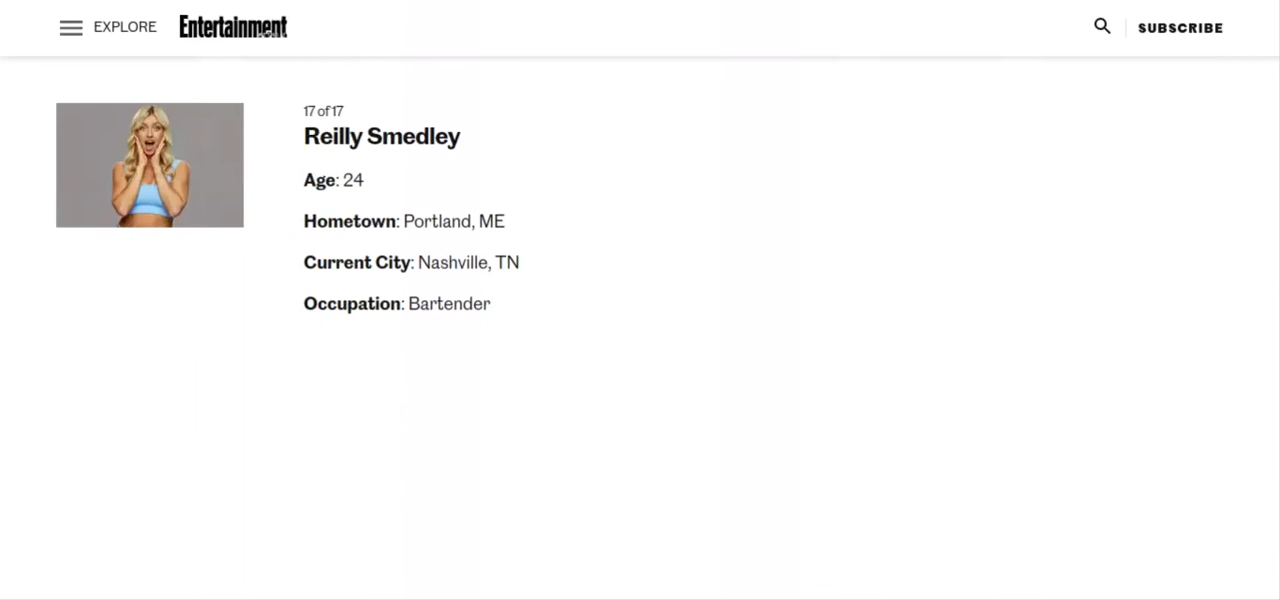 EXPLORE
Entertainment
SUBSCRIBE
17 of 17
Reilly Smedley
Age: 24
Hometown: Portland, ME
Current City: Nashville, TN
Occupation: Bartender